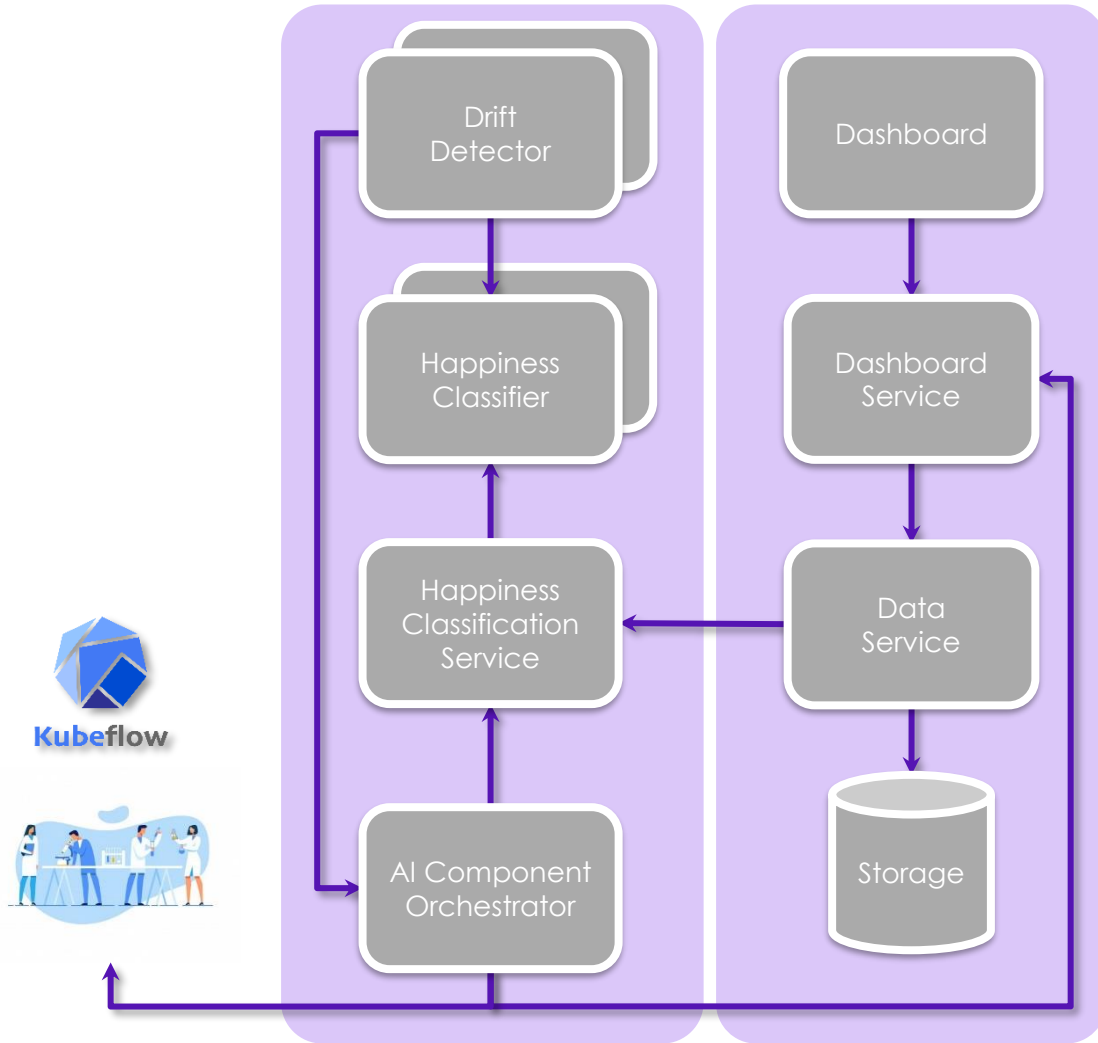 Drift
Detector
Dashboard
Happiness
Classifier
Dashboard
Service
Happiness
Classification
Service
Data
Service
Kubeflow
AI Component
Orchestrator
Storage